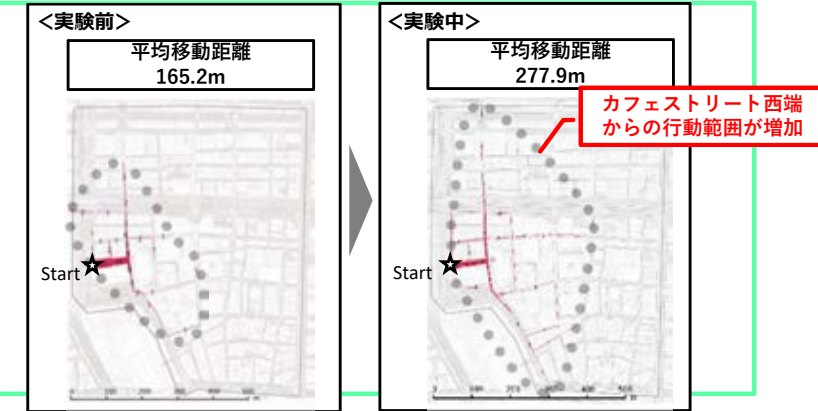 <実験前>
平均移動距離
165.2m
Start
<実験中>
平均移動距離
277.9m
カフェストリート西端
からの行動範囲が増加
Start